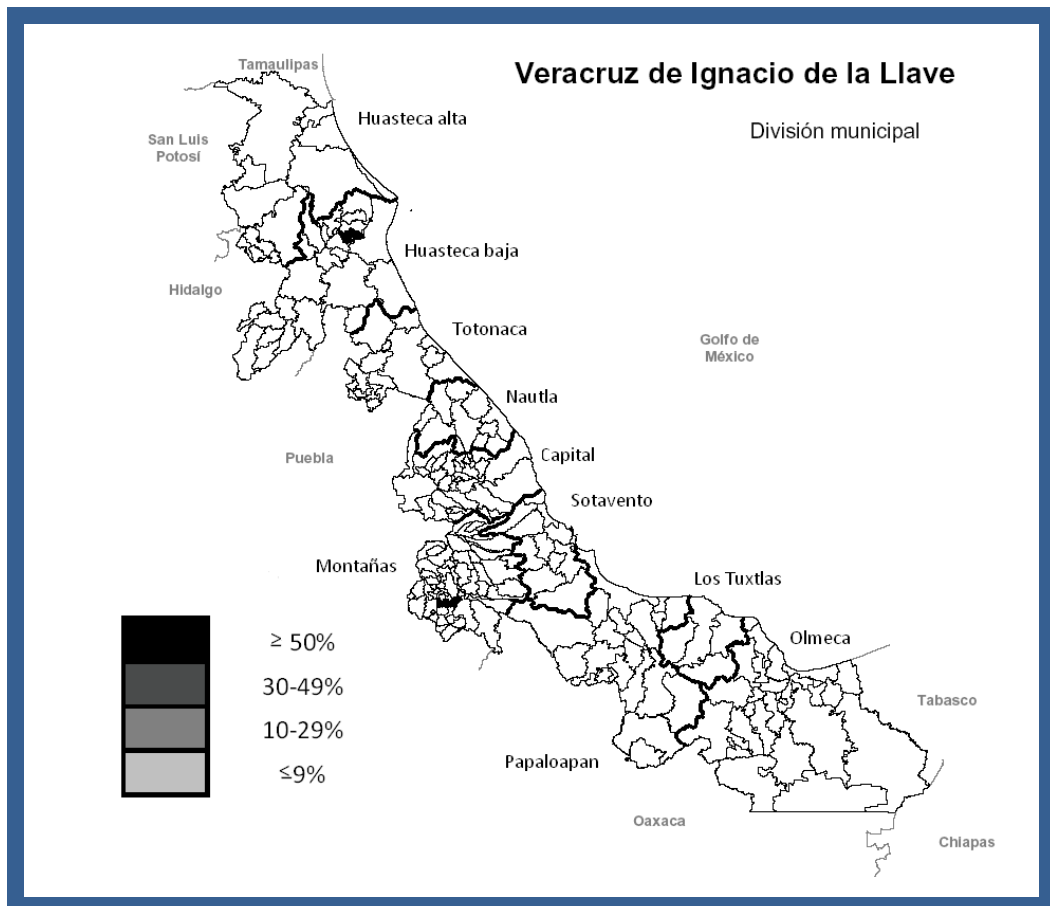 Tamaulipas
Veracruz de Ignacio de la Llave
Huasteca alta
División municipal
San Luis
Potosí
Huasteca baja
Hidalgo
Totonaca
Golfo de
México
Nautla
Capital
Puebla
Sotavento
Montañas
Los Tuxtlas
Olmeca
≥ 50%
30-49%
10-29%
≤9%
Tabasco
Papaloapan
Oaxaca
Chiapas